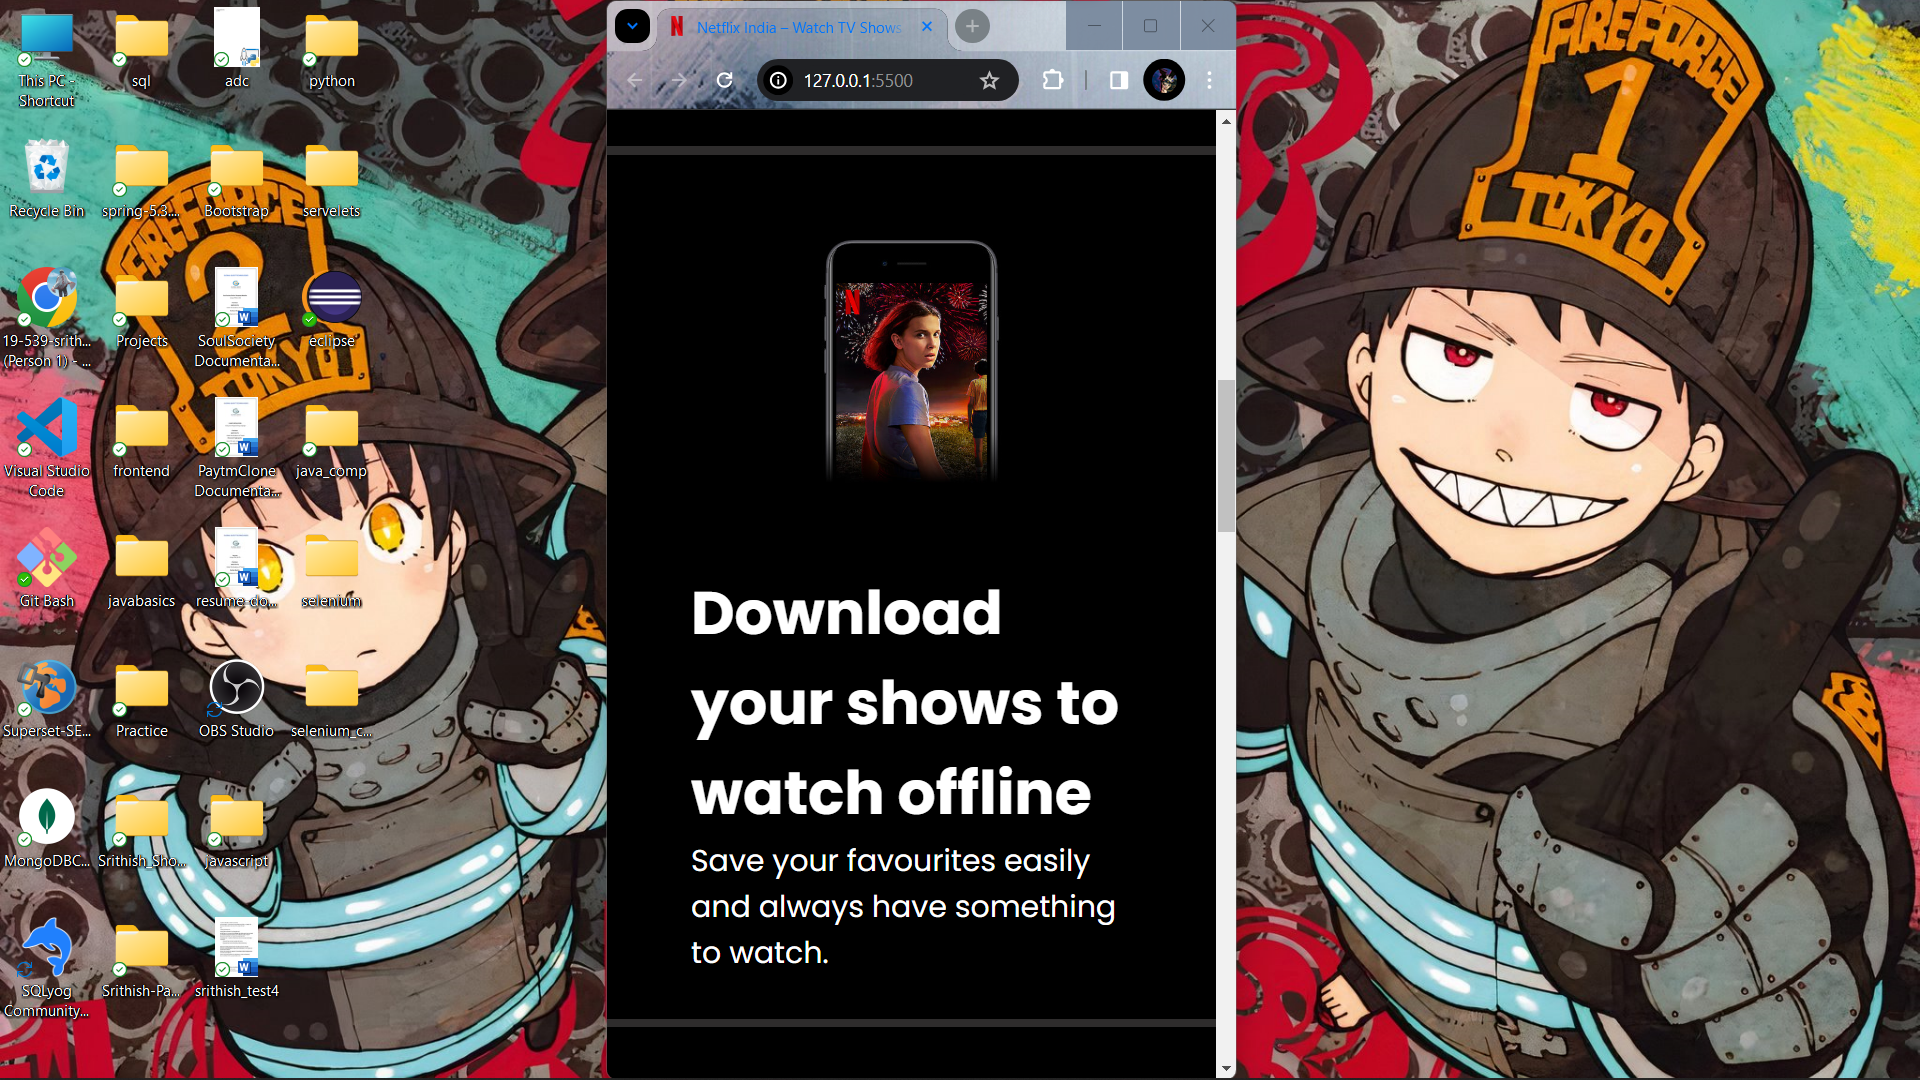 This PC -
Shortcut
sql
adc
python
Recycle Bin
spring-5.3....
Bootstrap
servelets
19-539-srith...
(Person 1) - ...
Projects
SoulSociety
Documenta...
eclipse
Visual Studio
Code
frontend
PaytmClone
Documenta...
java_comp
Git Bash
javabasics
resume-do...
selenium
Superset-SE...
Practice
OBS Studio
selenium_c...
MongoDBC...
Srithish_Sho...
javascript
SQLyog
Community...
Srithish-Pa...
srithish_test4
FIREFORCE
2
TOKYO
Netflix India – Watch TV Shows
127.0.0.1:5500
N
Download
your shows to
watch offline
Save your favourites easily
and always have something
to watch.
FIREFORCE
1
TOKYO